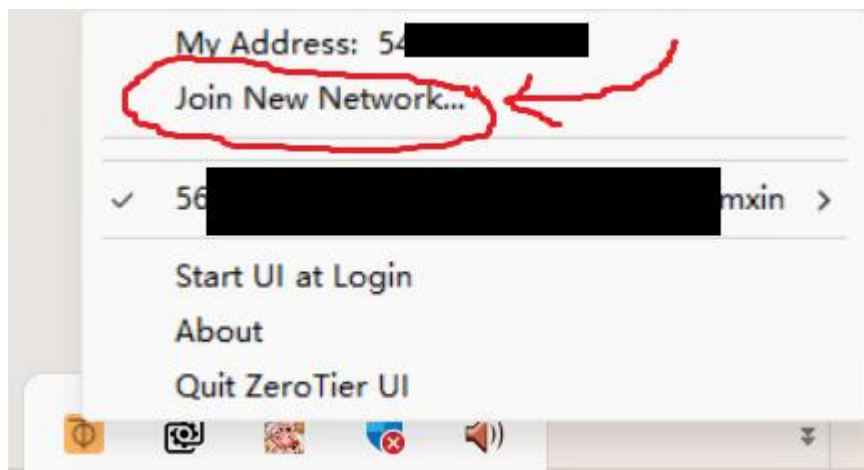 My Address: 54
Join New Network...
56 mxin
Start UI at Login
About
Quit ZeroTier UI